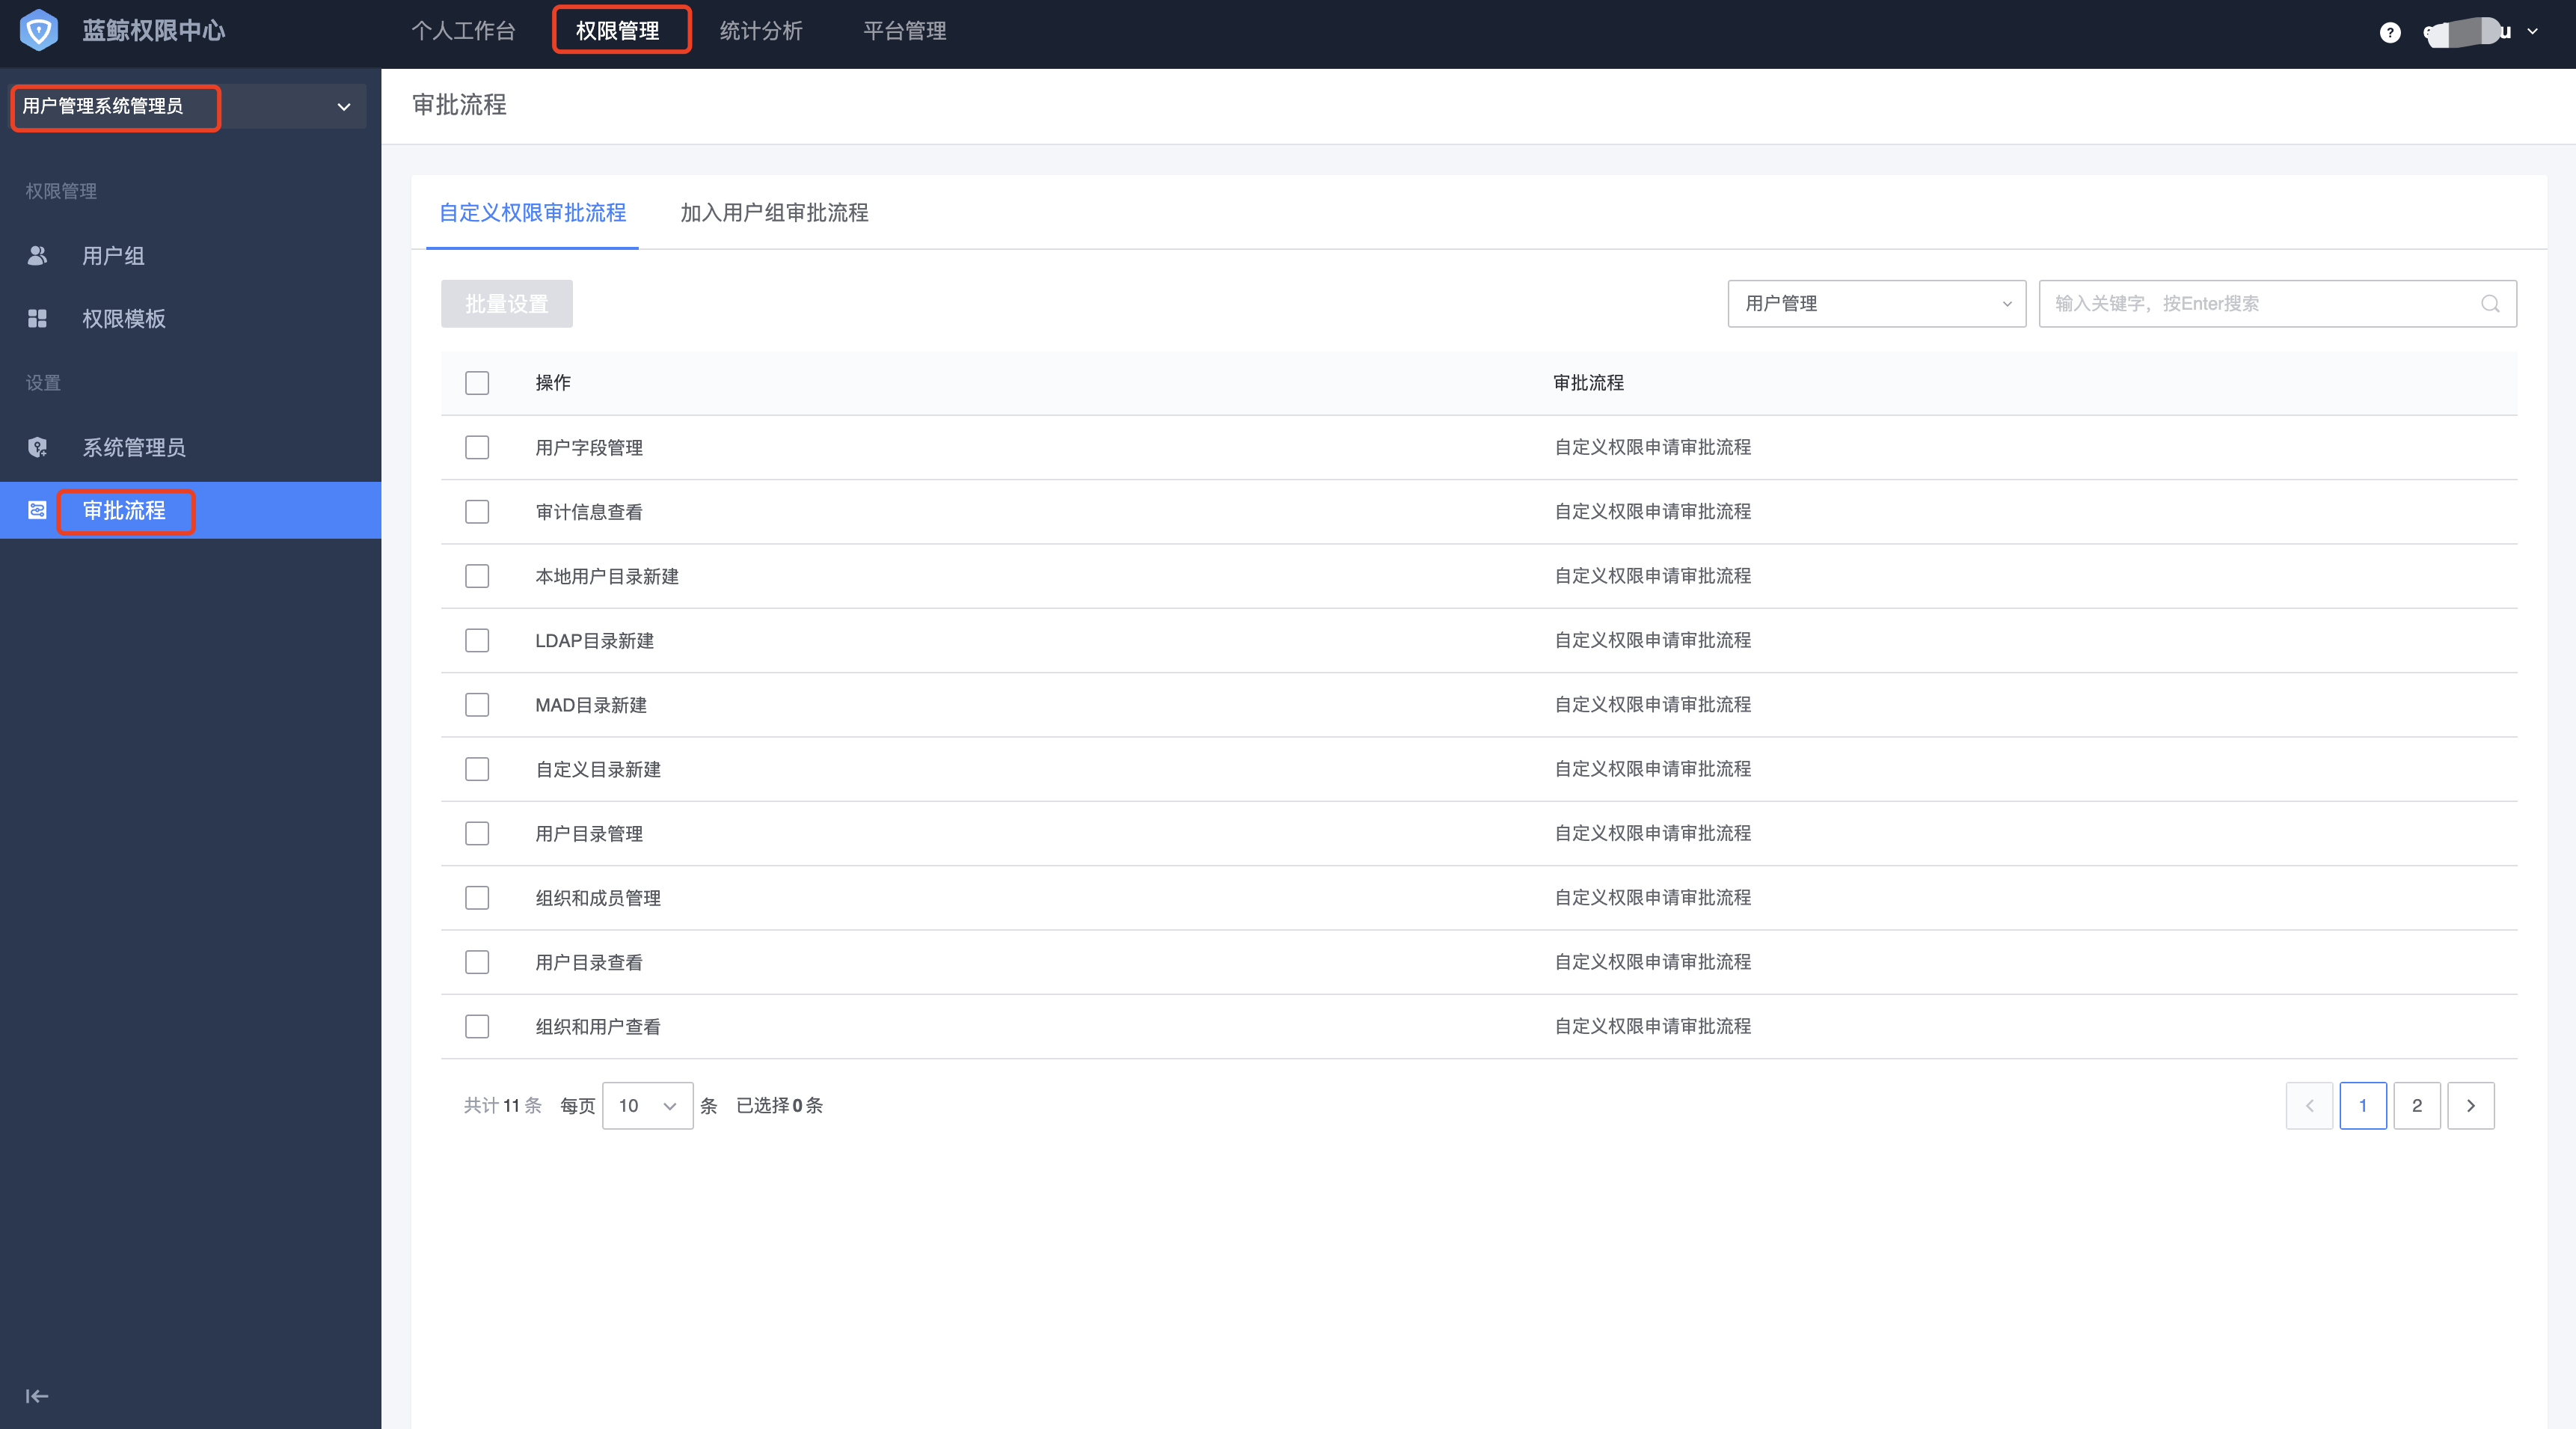 蓝鲸权限中心 个人工作台 权限管理 统计分析 平台管理 ?
用户管理系统管理员
审批流程
权限管理
用户组
权限模板
设置
系统管理员
审批流程
自定义权限审批流程 加入用户组审批流程
批量设置 用户管理 输入关键字，按Enter搜索
操作 审批流程
用户字段管理 自定义权限申请审批流程
审计信息查看 自定义权限申请审批流程
本地用户目录新建 自定义权限申请审批流程
LDAP目录新建 自定义权限申请审批流程
MAD目录新建 自定义权限申请审批流程
自定义目录新建 自定义权限申请审批流程
用户目录管理 自定义权限申请审批流程
组织和成员管理 自定义权限申请审批流程
用户目录查看 自定义权限申请审批流程
组织和用户查看 自定义权限申请审批流程
共计 11 条 每页 10 条 已选择 0 条 1 2